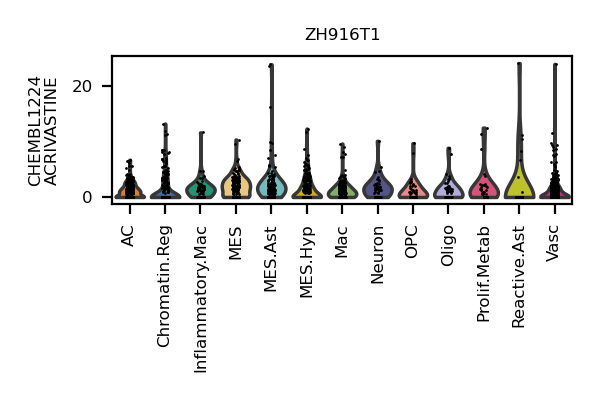 ZH916T1
CHEMBL1224
ACRIVASTINE
20
0
AC
Chromatin.Reg
Inflammatory.Mac
MES
MES.Ast
MES.Hyp
Mac
Neuron
OPC
Oligo
Prolif.Metab
Reactive.Ast
Vasc